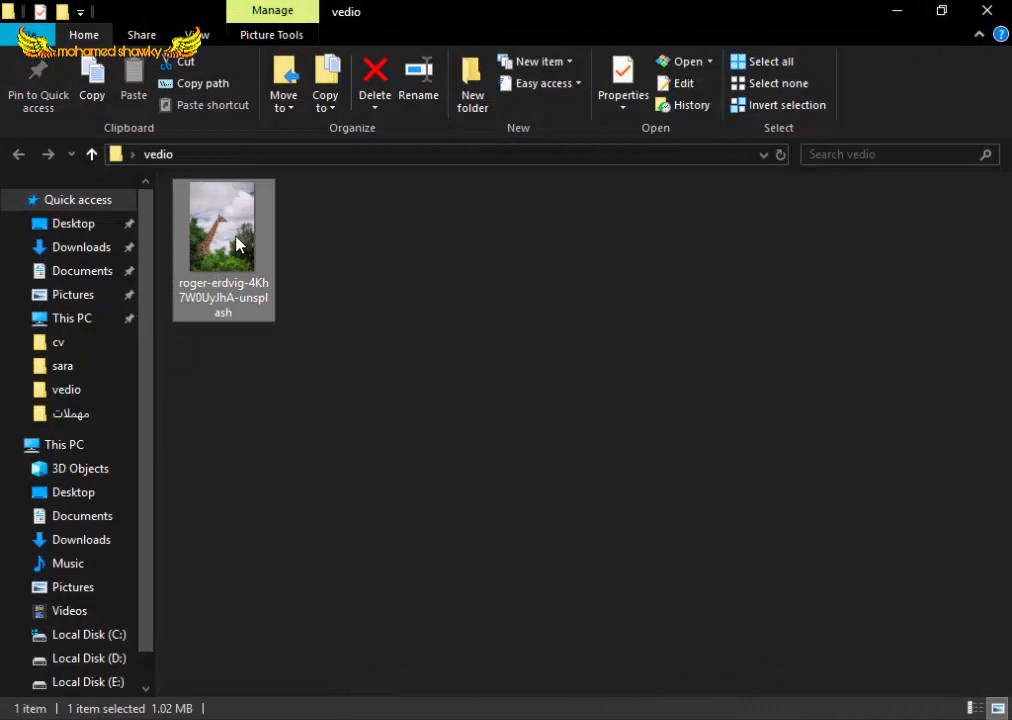 Manage
vedio
File
Home
Share
View
Picture Tools
mohamed shawky
Pin to Quick
access
Copy
Paste
Cut
Copy path
Paste shortcut
Clipboard
Move
to
Copy
to
Delete
Rename
Organize
New
folder
New item
Easy access
New
Properties
Open
Edit
History
Open
Select all
Select none
Invert selection
Select
vedio
Search vedio
Quick access
Desktop
Downloads
Documents
Pictures
This PC
cv
sara
vedio
مهملات
This PC
3D Objects
Desktop
Documents
Downloads
Music
Pictures
Videos
Local Disk (C:)
Local Disk (D:)
Local Disk (E:)
roger-erdvig-4Kh
7W0UyJhA-unspl
ash
1 item
1 item selected 1.02 MB